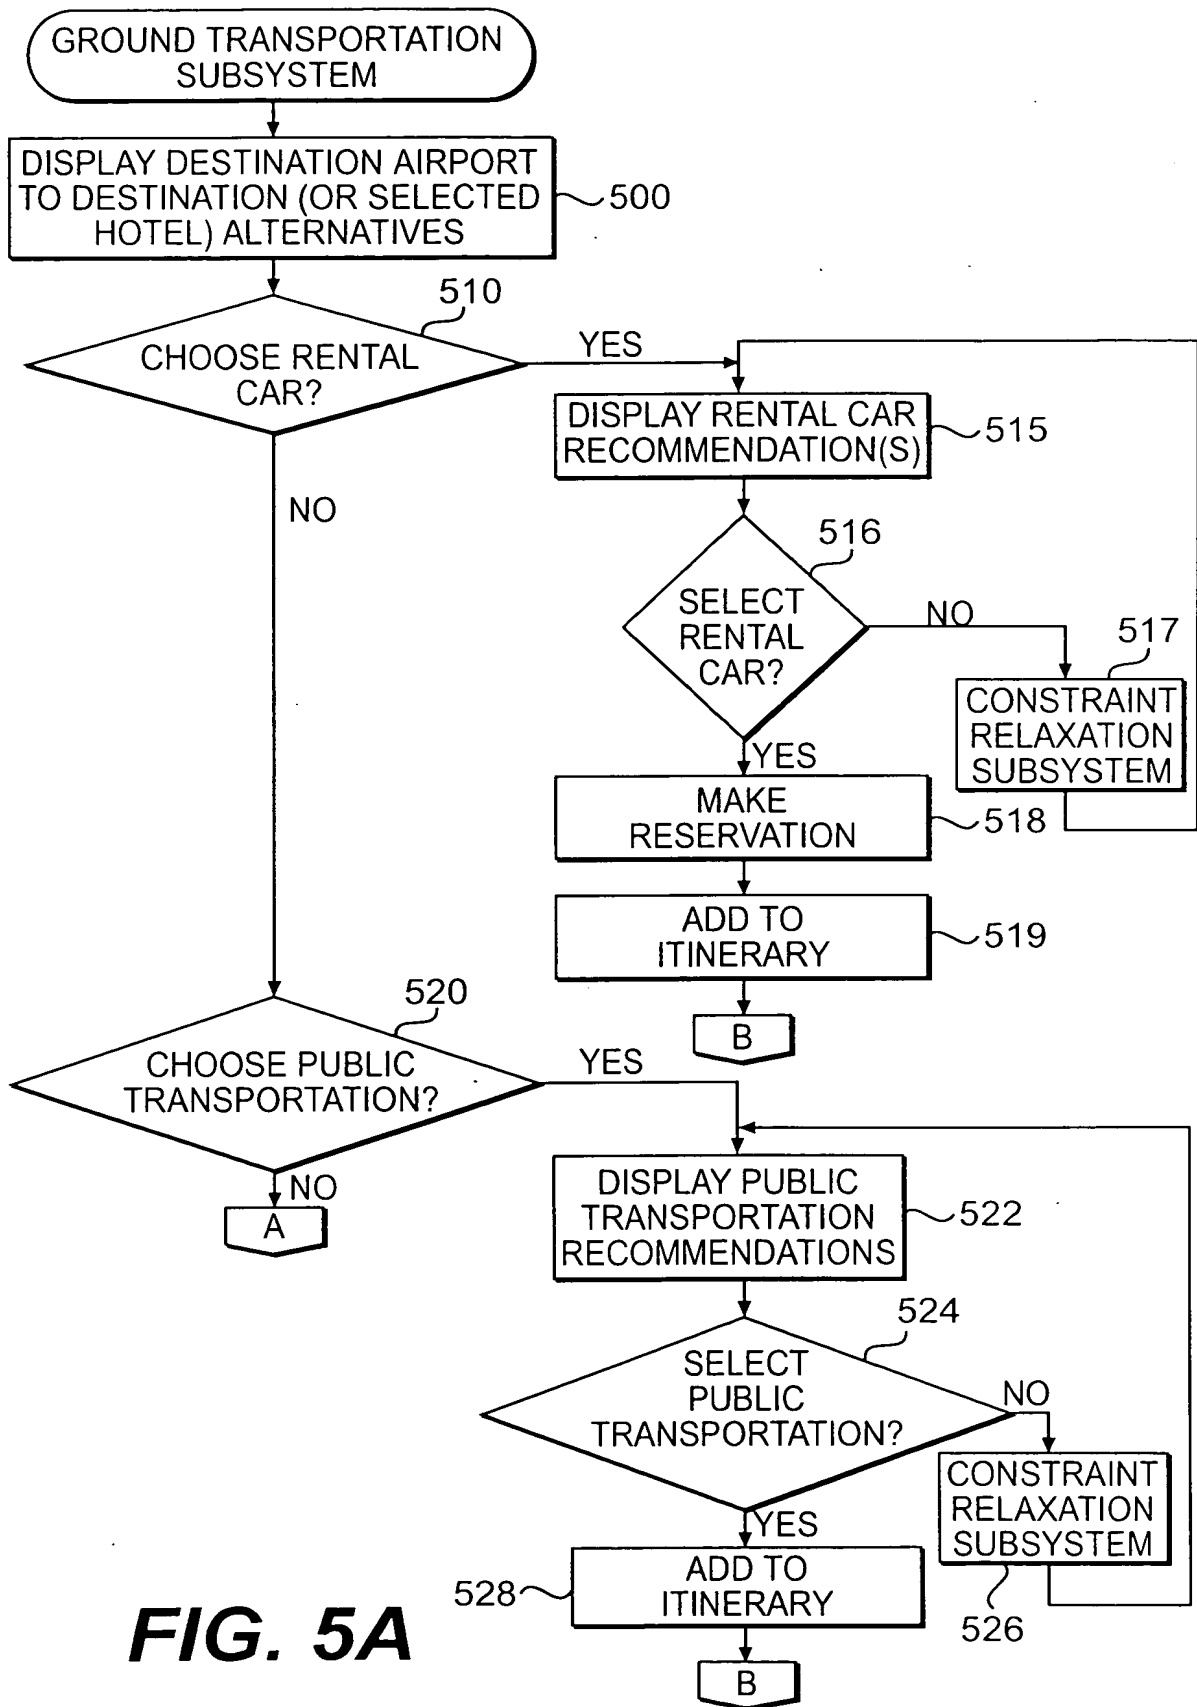 GROUND TRANSPORTATION
SUBSYSTEM
DISPLAY DESTINATION AIRPORT
TO DESTINATION (OR SELECTED
HOTEL) ALTERNATIVES
500
510
CHOOSE RENTAL
CAR?
YES
NO
DISPLAY RENTAL CAR
RECOMMENDATION(S)
515
516
SELECT
RENTAL
CAR?
NO
517
CONSTRAINT
RELAXATION
SUBSYSTEM
YES
MAKE
RESERVATION
518
ADD TO
ITINERARY
519
B
520
CHOOSE PUBLIC
TRANSPORTATION?
YES
NO
A
DISPLAY PUBLIC
TRANSPORTATION
RECOMMENDATIONS
522
524
SELECT
PUBLIC
TRANSPORTATION?
NO
CONSTRAINT
RELAXATION
SUBSYSTEM
526
YES
528
ADD TO
ITINERARY
B
FIG. 5A